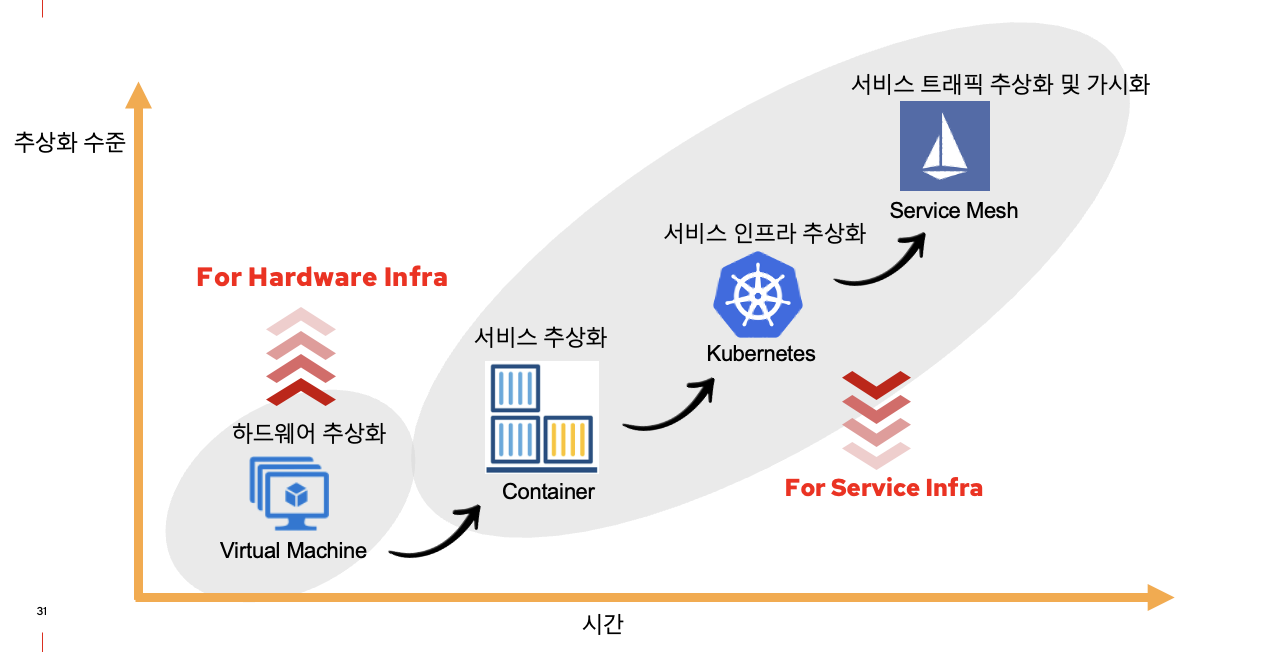 서비스 트래픽 추상화 및 가시화
추상화 수준
Service Mesh
서비스 인프라 추상화
For Hardware Infra
서비스 추상화
Kubernetes
하드웨어 추상화
Container
For Service Infra
Virtual Machine
31
시간